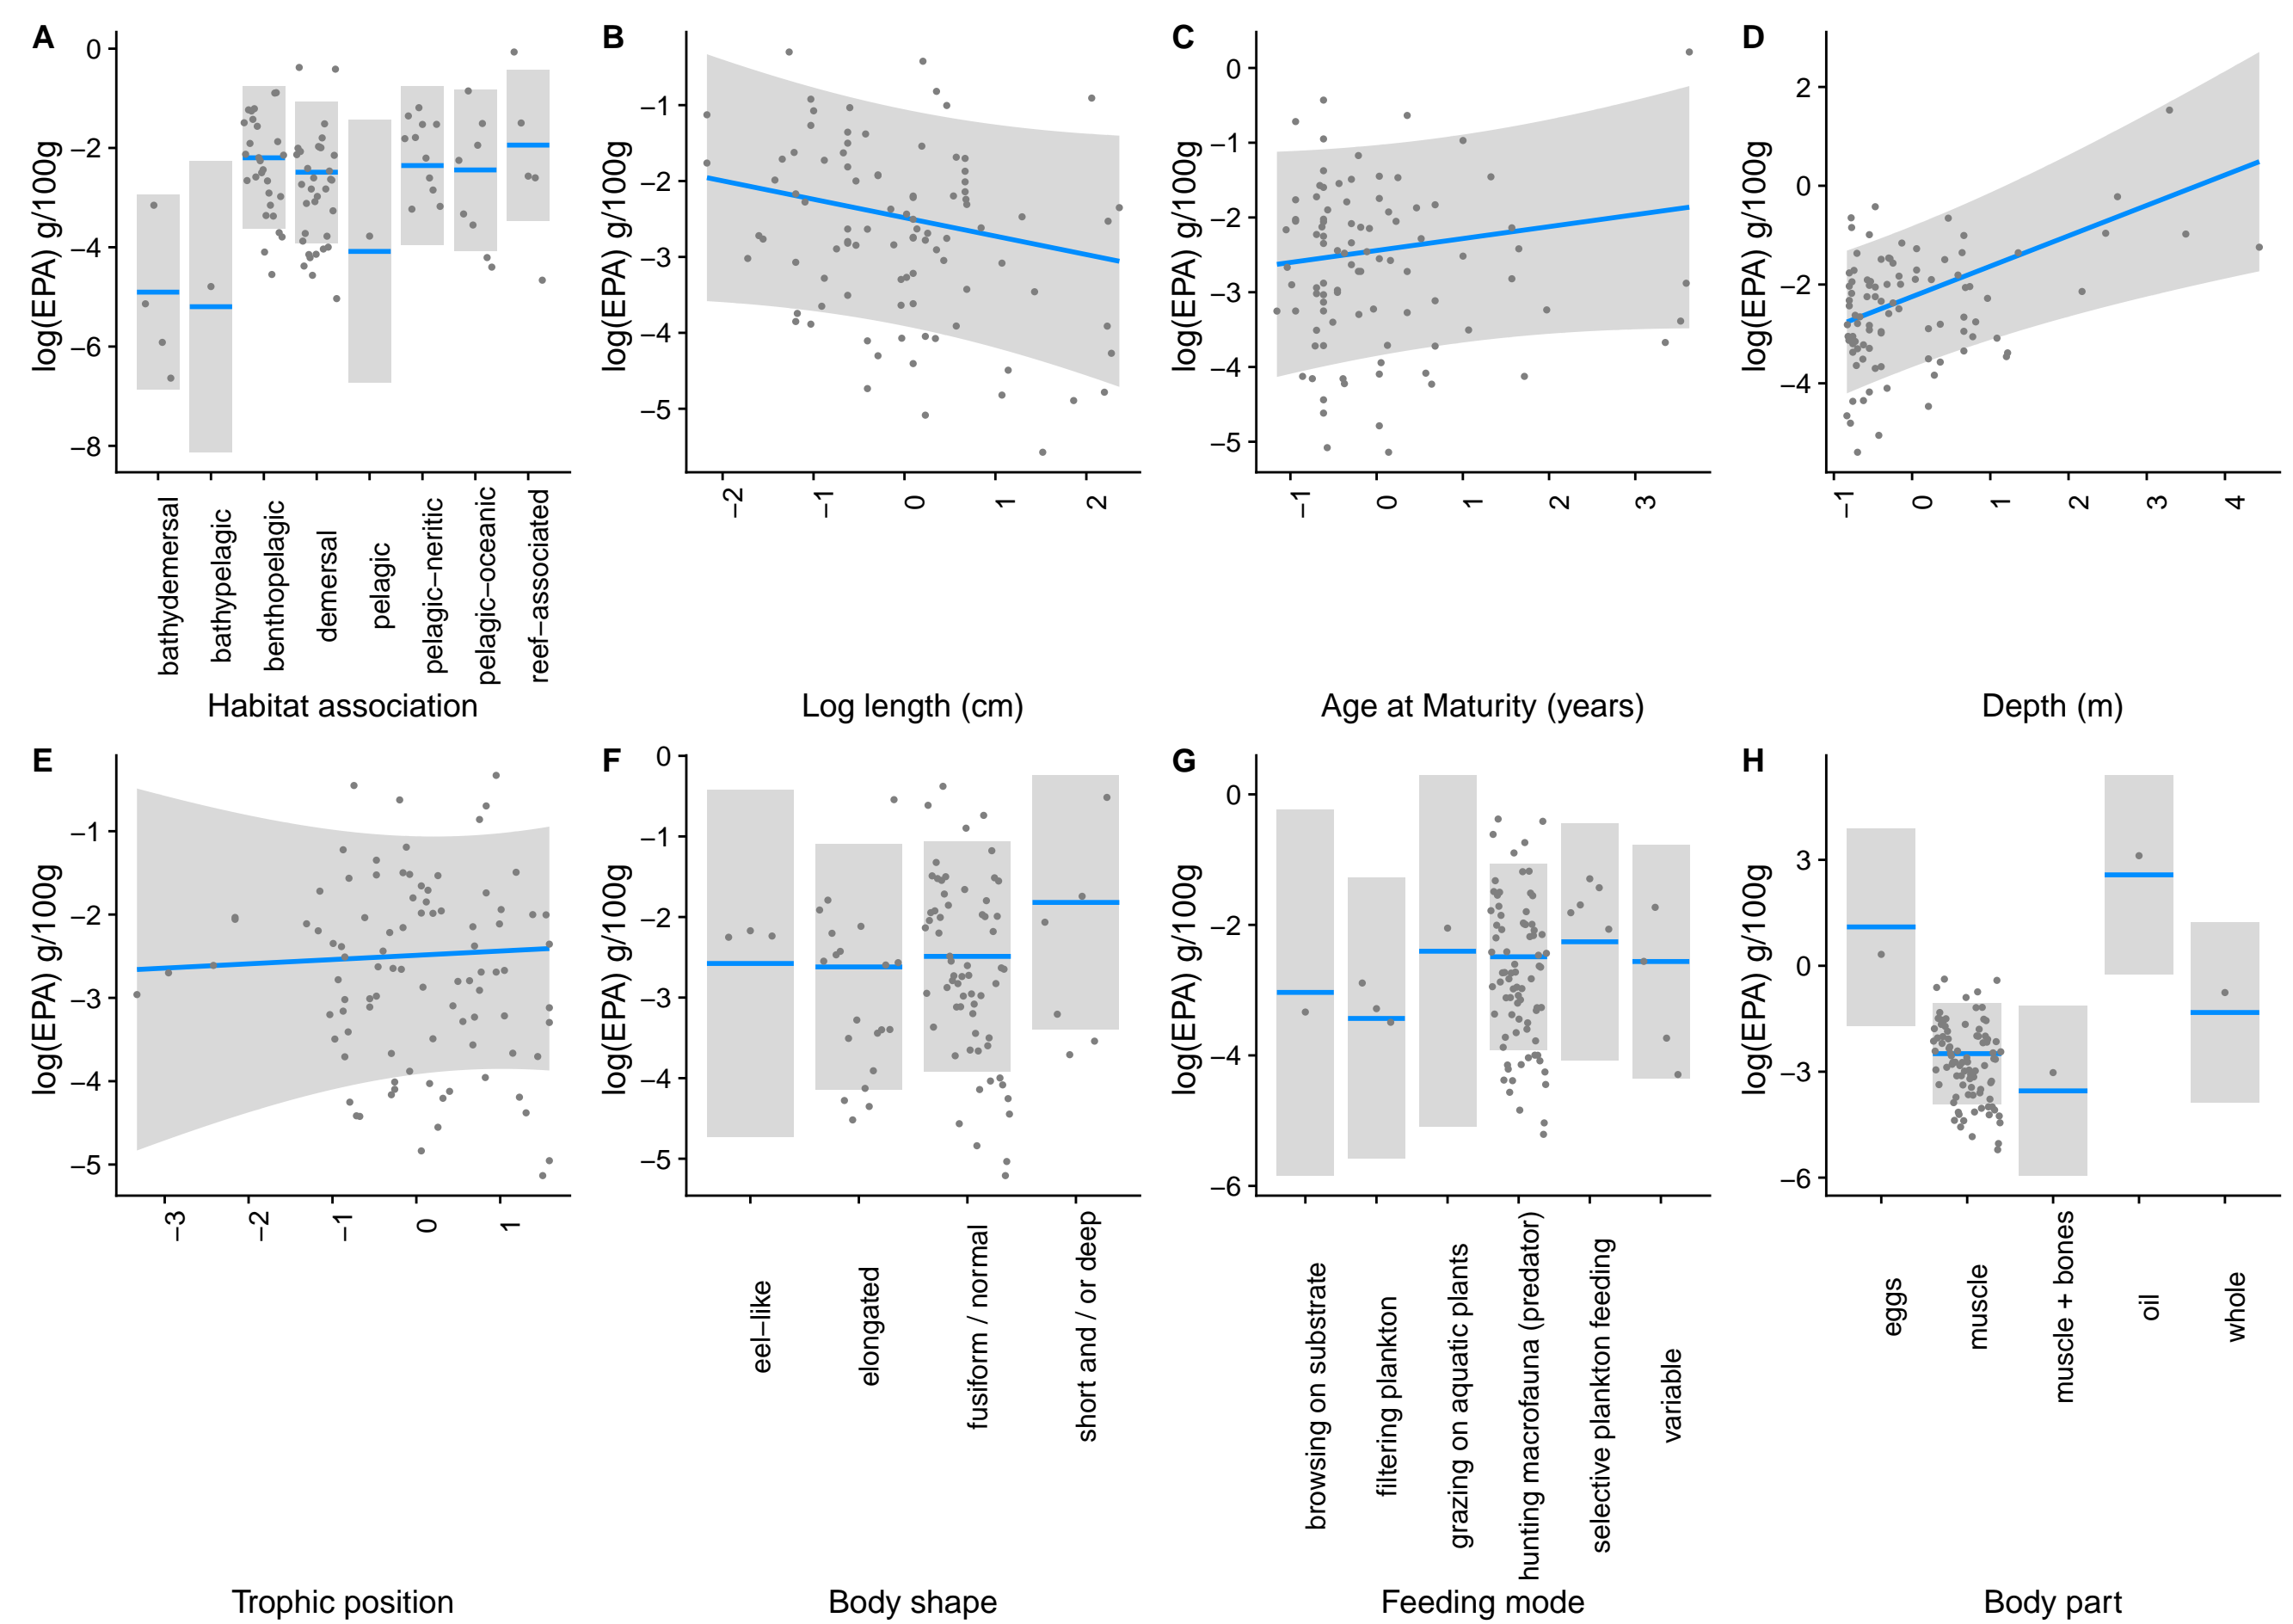 A
log(EPA) g/100g
0
−2
−4
−6
−8
bathydemersal
bathypelagic
benthopelagic
demersal
pelagic
pelagic−neritic
pelagic−oceanic
reef−associated
Habitat association
B
log(EPA) g/100g
−1
−2
−3
−4
−5
−2
−1
0
1
2
Log length (cm)
C
log(EPA) g/100g
0
−1
−2
−3
−4
−5
−1
0
1
2
3
Age at Maturity (years)
D
log(EPA) g/100g
2
0
−2
−4
−1
0
1
2
3
4
Depth (m)
E
log(EPA) g/100g
−1
−2
−3
−4
−5
−3
−2
−1
0
1
Trophic position
F
log(EPA) g/100g
0
−1
−2
−3
−4
−5
eel−like
elongated
fusiform / normal
short and / or deep
Body shape
G
log(EPA) g/100g
0
−2
−4
−6
browsing on substrate
filtering plankton
grazing on aquatic plants
hunting macrofauna (predator)
selective plankton feeding
variable
Feeding mode
H
log(EPA) g/100g
3
0
−3
−6
eggs
muscle
muscle + bones
oil
whole
Body part